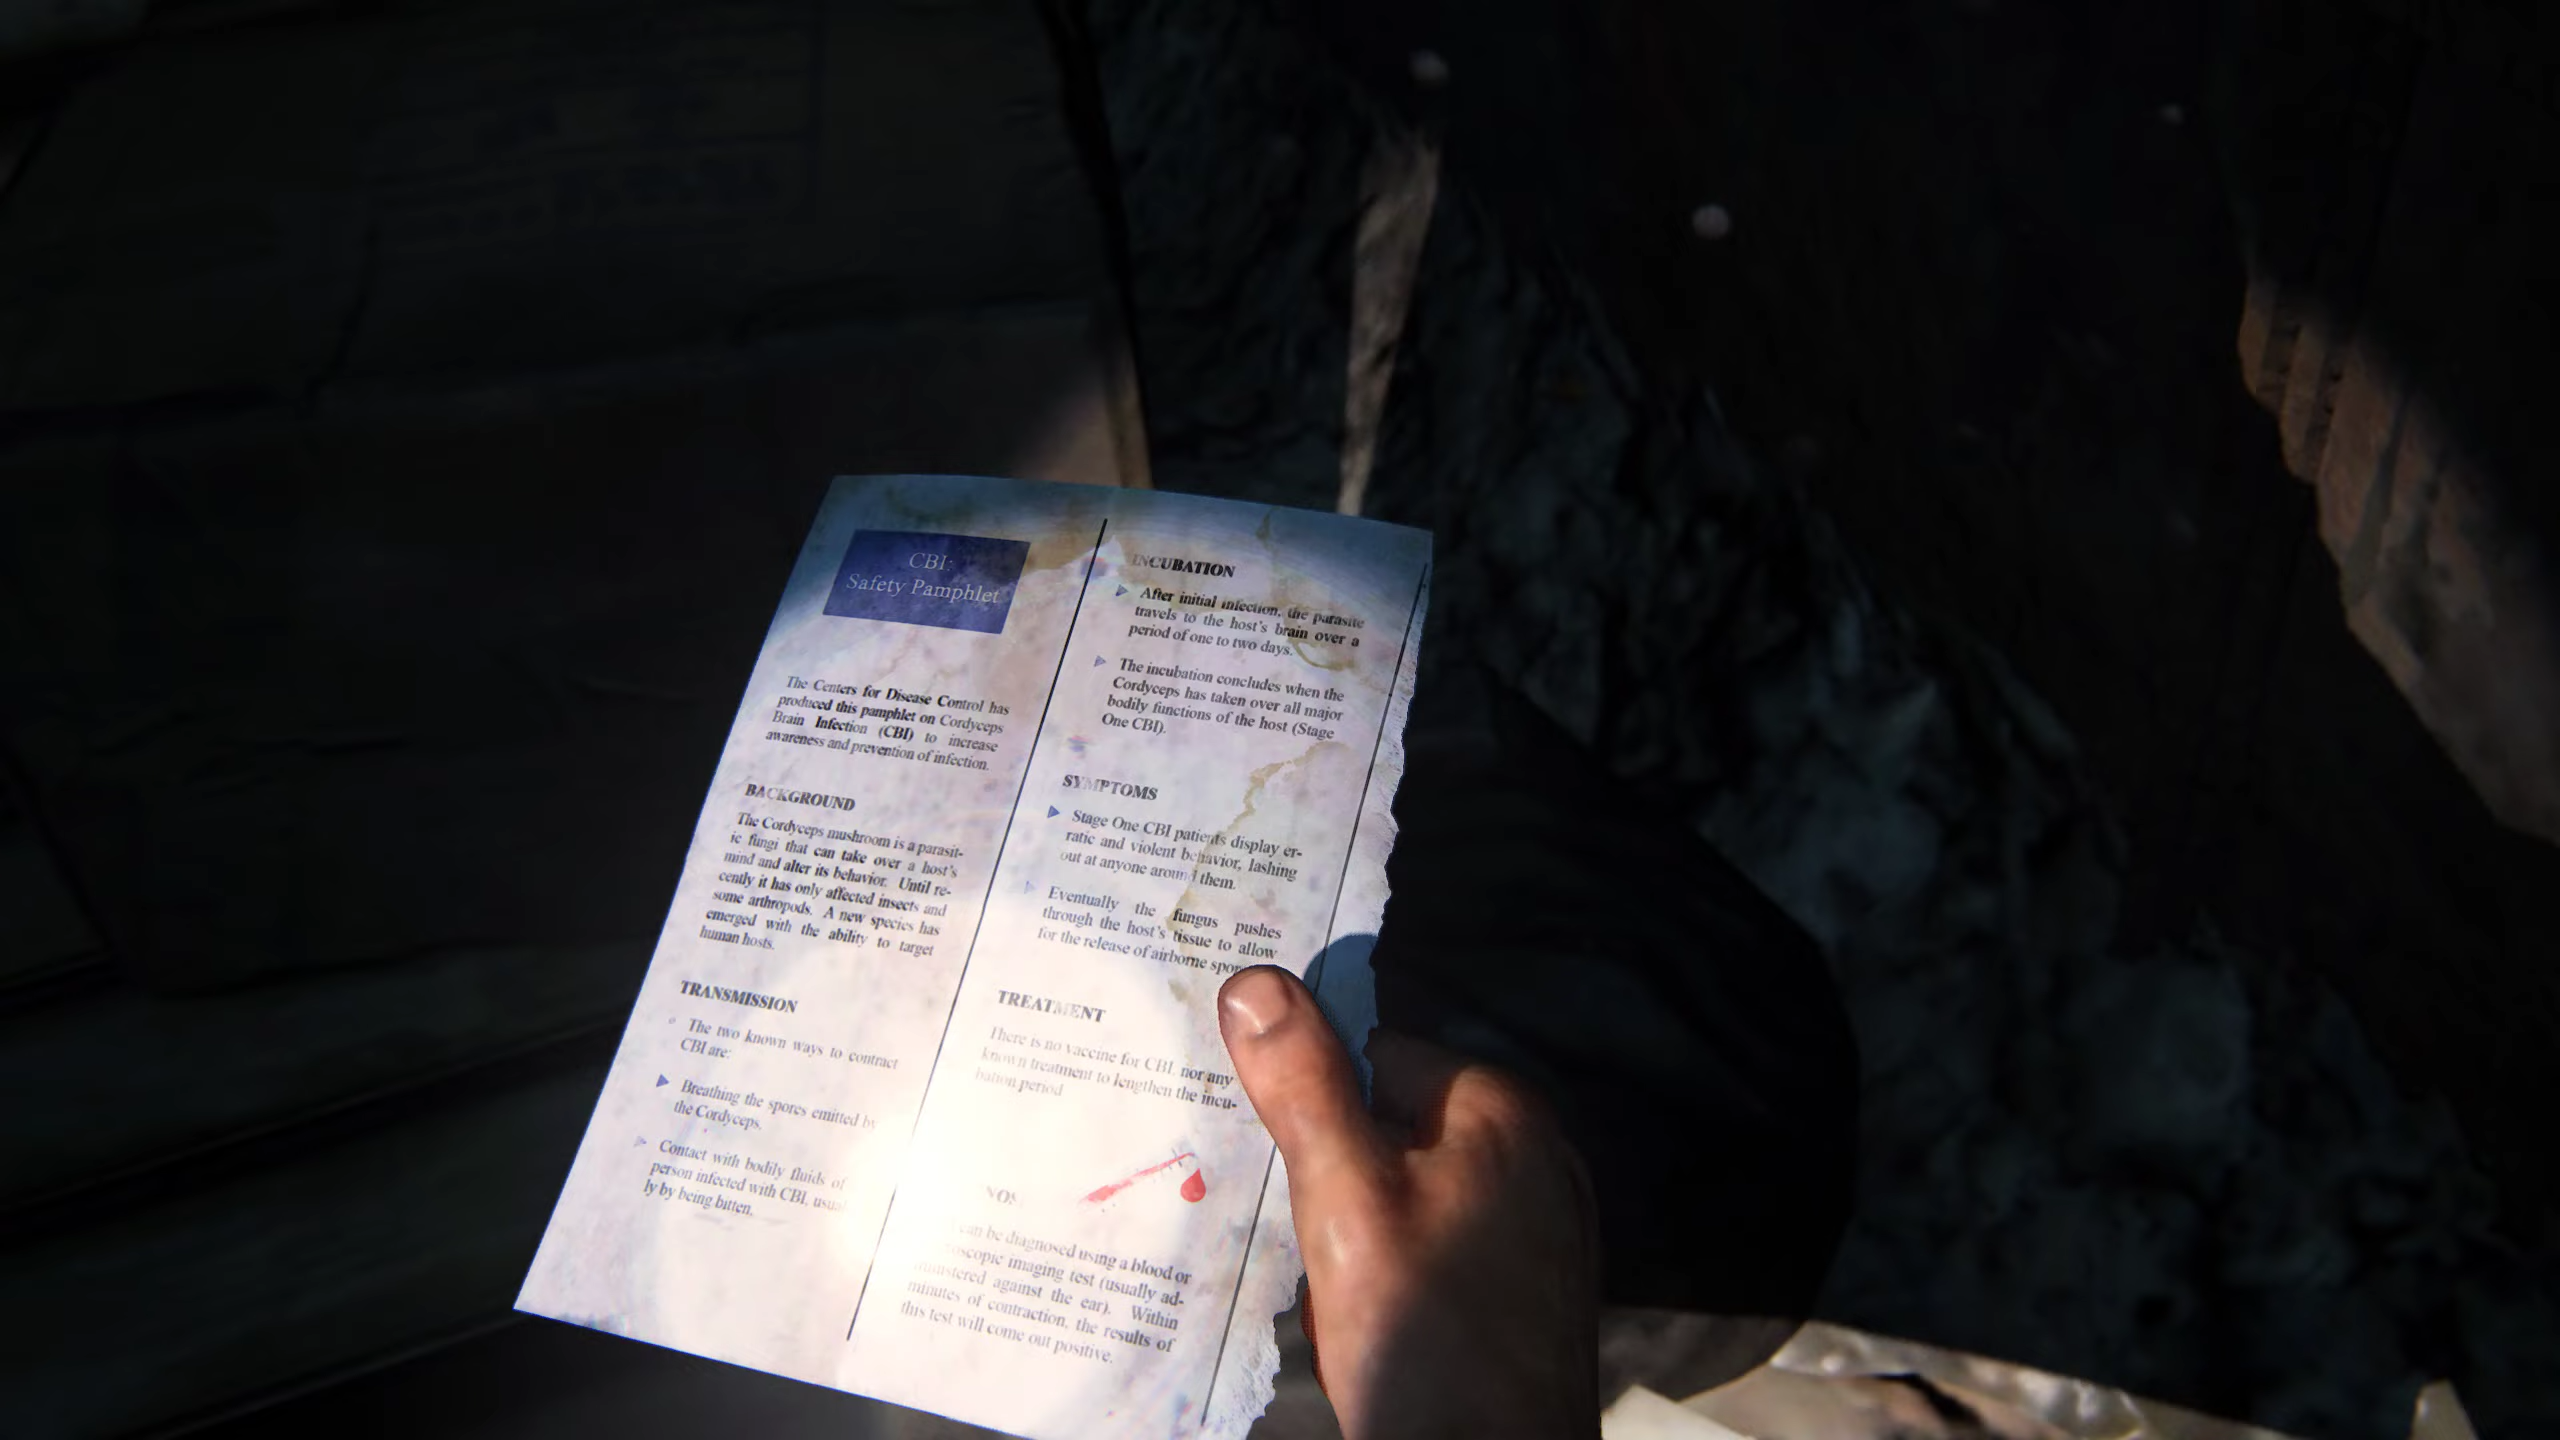 CBI:
Safety Pamphlet
The Centers for Disease Control has
produced this pamphlet on Cordyceps
Brain Infection (CBI) to increase
awareness and prevention of infection.
BACKGROUND
The Cordyceps mushroom is a parasit-
ic fungi that can take over a host's
mind and alter its behavior. Until re-
cently it has only affected insects and
some arthropods. A new species has
emerged with the ability to target
human hosts.
TRANSMISSION
The two known ways to contract
CBI are:
Breathing the spores emitted by
the Cordyceps.
Contact with bodily fluids of
person infected with CBI, usual
ly by being bitten.
INCUBATION
After initial infection, the parasite
travels to the host's brain over a
period of one to two days.
The incubation concludes when the
Cordyceps has taken over all major
bodily functions of the host (Stage
One CBI).
SYMPTOMS
Stage One CBI patients display er-
ratic and violent behavior, lashing
out at anyone around them.
Eventually the fungus pushes
through the host's tissue to allow
for the release of airborne spor
TREATMENT
There is no vaccine for CBI, nor any
known treatment to lengthen the incu-
bation period
can be diagnosed using a blood or
imaging test (usually ad-
ministered against the ear). Within
minutes of contraction, the results of
this test will come out positive.